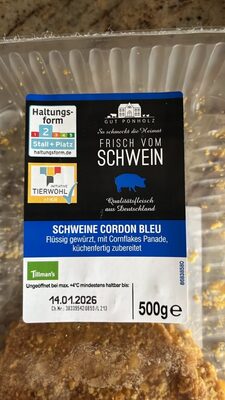 Haltungs-
form
2
Stall + Platz
haltungsform.de
INITIATIVE
TIERWOHL
GUT PONHOLZ
So schmeckt die Heimat
FRISCH VOM
SCHWEIN
Qualitätsfleisch
aus Deutschland
SCHWEINE CORDON BLEU
Flüssig gewürzt, mit Cornflakes Panade,
küchenfertig zubereitet
Tillman's
Ungeöffnet bei max. +4°C mindestens haltbar bis:
14.01.2026
500g e